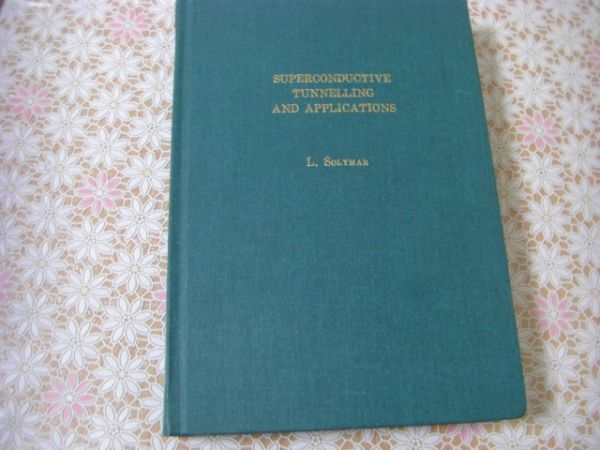 SUPERCONDUCTIVE
TUNNELLING
AND APPLICATIONS
L. SOLYMAR